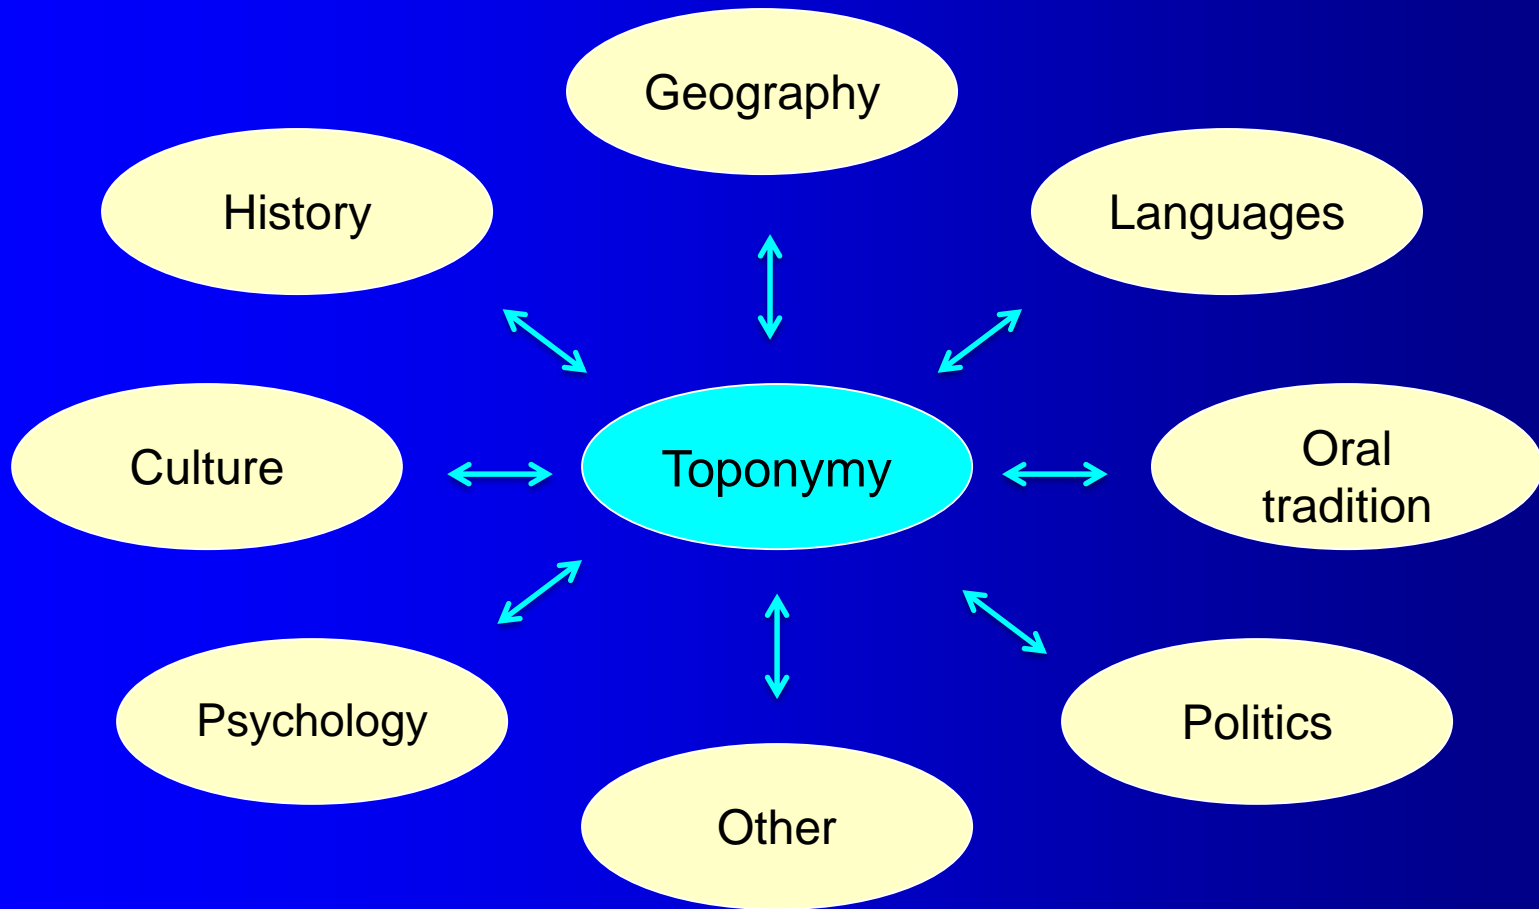 Geography
History
Languages
Culture
Toponymy
Oral
tradition
Psychology
Politics
Other